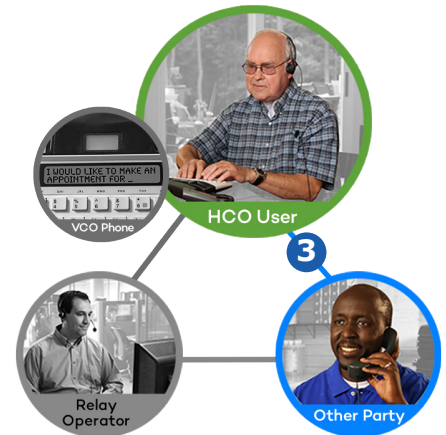 I WOULD LIKE TO MAKE AN
APPOINTMENT FOR _
VCO Phone
HCO User
3
Relay
Operator
Other Party